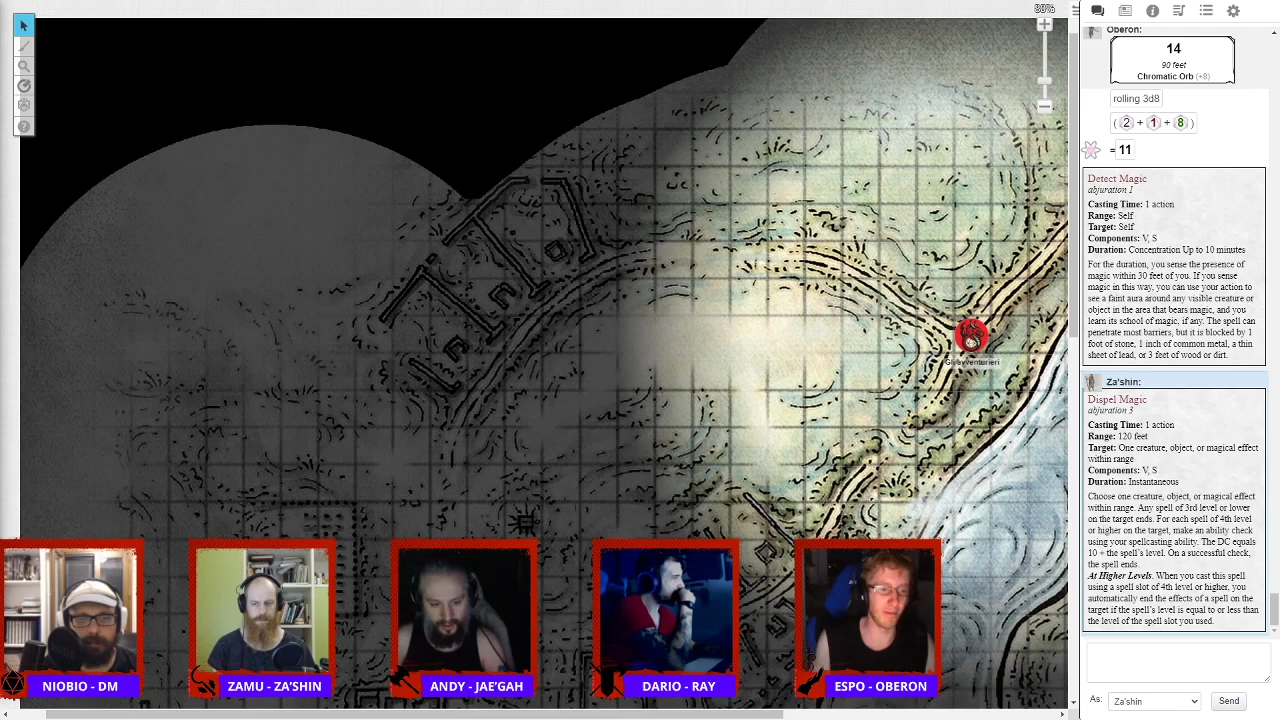 88%
Oberon:
14
90 feet
Chromatic Orb (+8)
rolling 3d8
( 2 + 1 + 8 )
= 11
Detect Magic
abjuration 1
Casting Time: 1 action
Range: Self
Target: Self
Components: V, S
Duration: Concentration Up to 10 minutes
For the duration, you sense the presence of
magic within 30 feet of you. If you sense
magic in this way, you can use your action to
see a faint aura around any visible creature or
object in the area that bears magic, and you
learn its school of magic, if any. The spell can
penetrate most barriers, but it is blocked by 1
foot of stone, 1 inch of common metal, a thin
sheet of lead, or 3 feet of wood or dirt.
Za'shin:
Dispel Magic
abjuration 3
Casting Time: 1 action
Range: 120 feet
Target: One creature, object, or magical effect
within range
Components: V, S
Duration: Instantaneous
Choose one creature, object, or magical effect
within range. Any spell of 3rd level or lower
on the target ends. For each spell of 4th level
or higher on the target, make an ability check
using your spellcasting ability. The DC equals
10 + the spell's level. On a successful check,
the spell ends.
At Higher Levels. When you cast this spell
using a spell slot of 4th level or higher, you
automatically end the effects of a spell on the
target if the spell's level is equal to or less than
the level of the spell slot you used.
As: Za'shin
Send
Gli avventurieri
NIOBIO - DM
ZAMU - ZA'SHIN
ANDY - JAE'GAH
DARIO - RAY
ESPO - OBERON